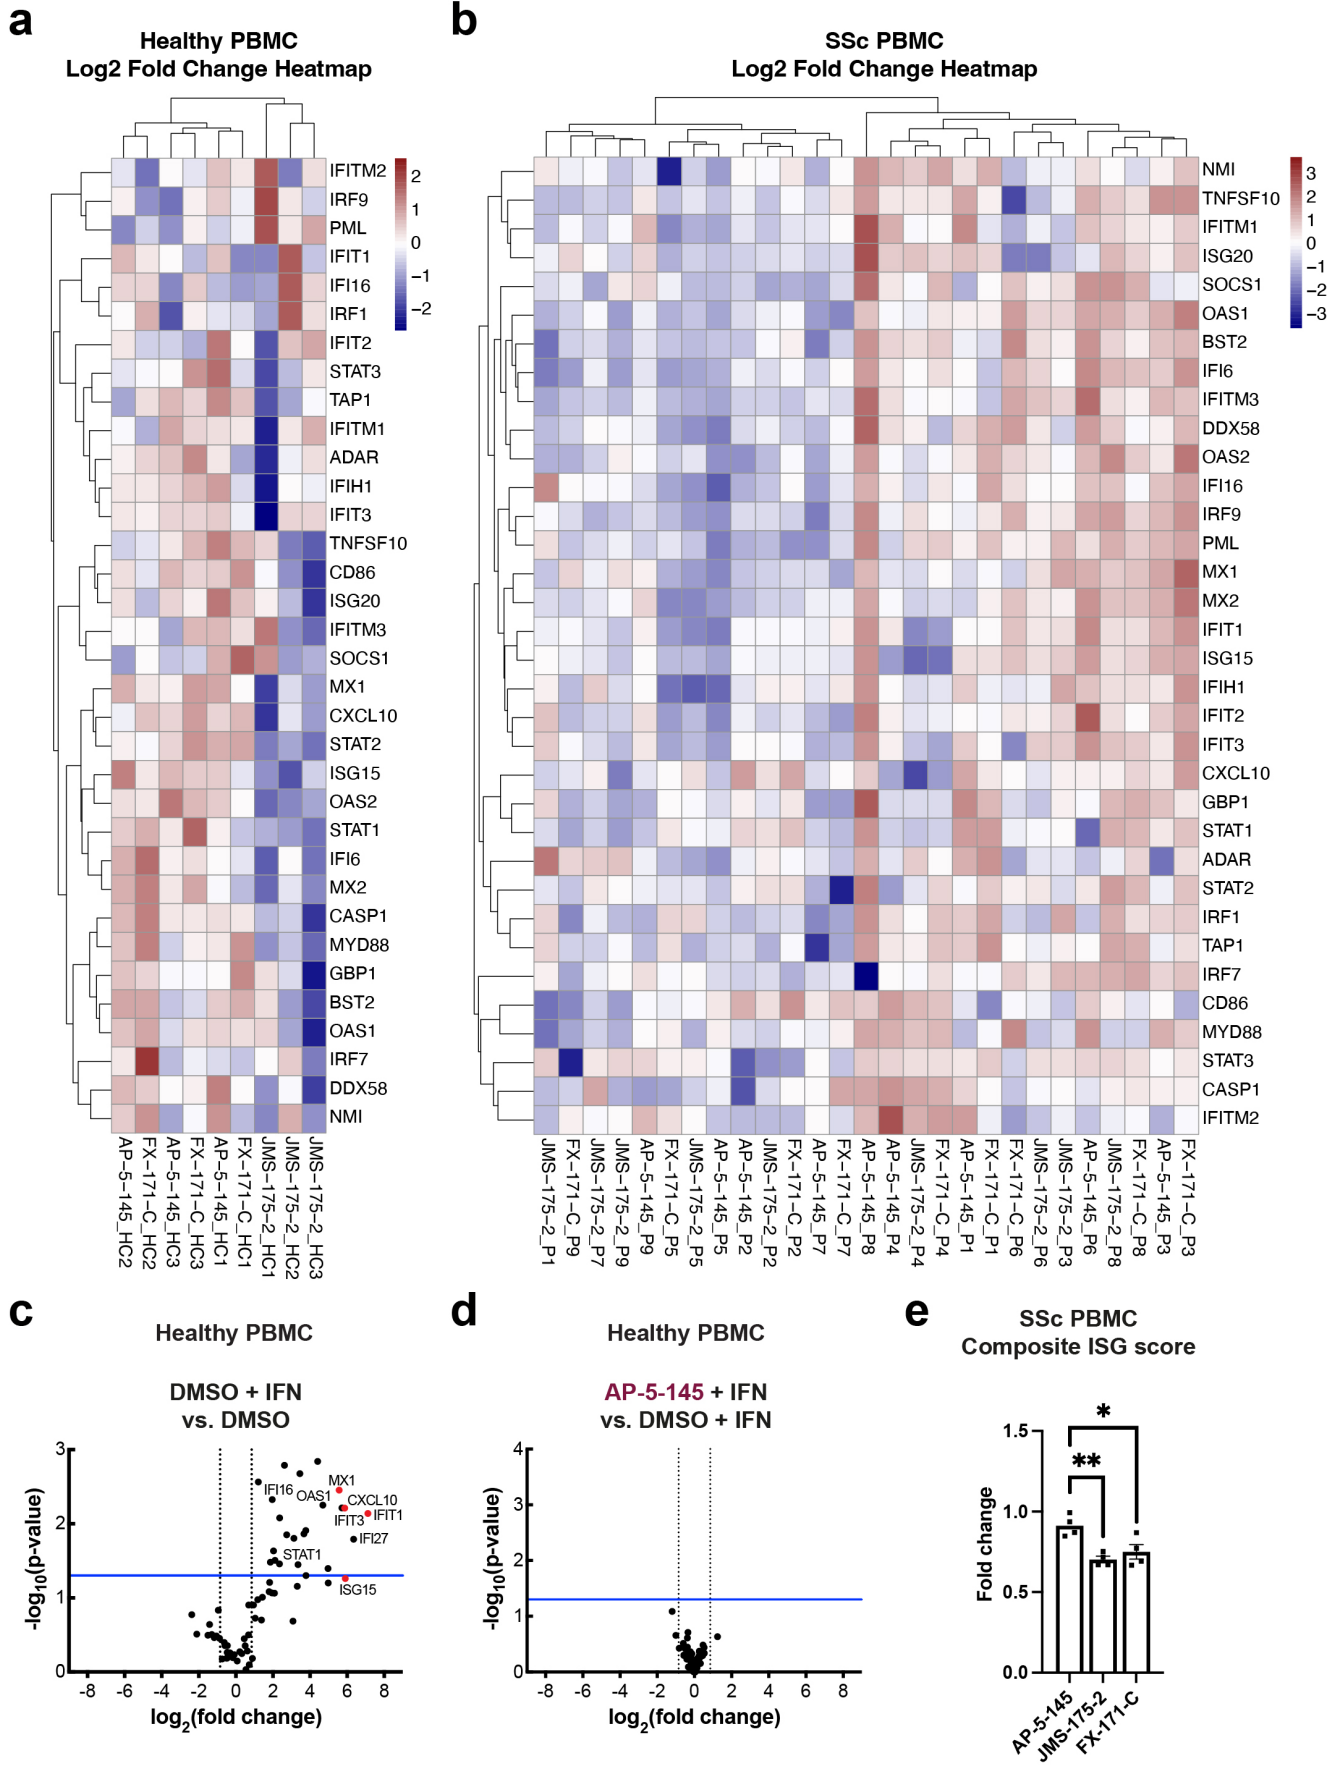 a
Healthy PBMC
Log2 Fold Change Heatmap
IFITM2
IRF9
PML
IFIT1
IFI16
IRF1
IFIT2
STAT3
TAP1
IFITM1
ADAR
IFIH1
IFIT3
TNFSF10
CD86
ISG20
IFITM3
SOCS1
MX1
CXCL10
STAT2
ISG15
OAS2
STAT1
IFI6
MX2
CASP1
MYD88
GBP1
BST2
OAS1
IRF7
DDX58
NMI
2
1
0
−1
−2
AP−5−145_HC2
FX−171−C_HC2
AP−5−145_HC3
FX−171−C_HC3
AP−5−145_HC1
FX−171−C_HC1
JMS−175−2_HC1
JMS−175−2_HC2
JMS−175−2_HC3
b
SSc PBMC
Log2 Fold Change Heatmap
NMI
TNFSF10
IFITM1
ISG20
SOCS1
OAS1
BST2
IFI6
IFITM3
DDX58
OAS2
IFI16
IRF9
PML
MX1
MX2
IFIT1
ISG15
IFIH1
IFIT2
IFIT3
CXCL10
GBP1
STAT1
ADAR
STAT2
IRF1
TAP1
IRF7
CD86
MYD88
STAT3
CASP1
IFITM2
3
2
1
0
−1
−2
−3
JMS−175−2_P1
FX−171−C_P9
JMS−175−2_P7
JMS−175−2_P9
AP−5−145_P9
FX−171−C_P5
JMS−175−2_P5
AP−5−145_P5
AP−5−145_P2
JMS−175−2_P2
FX−171−C_P2
AP−5−145_P7
FX−171−C_P7
AP−5−145_P8
AP−5−145_P4
JMS−175−2_P4
FX−171−C_P4
AP−5−145_P1
FX−171−C_P1
FX−171−C_P6
JMS−175−2_P6
JMS−175−2_P3
AP−5−145_P6
JMS−175−2_P8
FX−171−C_P8
AP−5−145_P3
FX−171−C_P3
c
Healthy PBMC
DMSO + IFN
vs. DMSO
-log10(p-value)
3
2
1
0
MX1
IFI16
OAS1
CXCL10
IFIT3
IFIT1
IFI27
STAT1
ISG15
-8 -6 -4 -2 0 2 4 6 8
log2(fold change)
d
Healthy PBMC
AP-5-145 + IFN
vs. DMSO + IFN
-log10(p-value)
4
3
2
1
0
-8 -6 -4 -2 0 2 4 6 8
log2(fold change)
e
SSc PBMC
Composite ISG score
Fold change
1.5
1.0
0.5
0.0
*
**
AP-5-145
JMS-175-2
FX-171-C